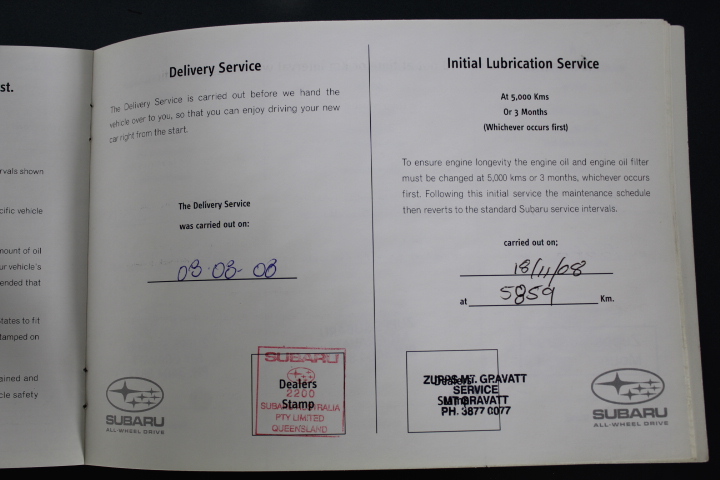 st.
rvals shown
cific vehicle
mount of oil
ur vehicle's
ended that
tates to fit
tamped on
ained and
cle safety
Delivery Service
The Delivery Service is carried out before we hand the
vehicle over to you, so that you can enjoy driving your new
car right from the start.
The Delivery Service
was carried out on:
08·08·08
SUBARU
ALL-WHEEL DRIVE
SUBARU
Dealers
2200
Stamp
SUBARU AUSTRALIA
PTY LIMITED
QUEENSLAND
Initial Lubrication Service
At 5,000 Kms
Or 3 Months
(Whichever occurs first)
To ensure engine longevity the engine oil and engine oil filter
must be changed at 5,000 kms or 3 months, whichever occurs
first. Following this initial service the maintenance schedule
then reverts to the standard Subaru service intervals.
carried out on;
18/11/08
at 5859 Km.
Dealers
ZUPPS MT. GRAVATT
SERVICE
Stamp
MT GRAVATT
PH. 3877 0077
SUBARU
ALL-WHEEL DRIVE